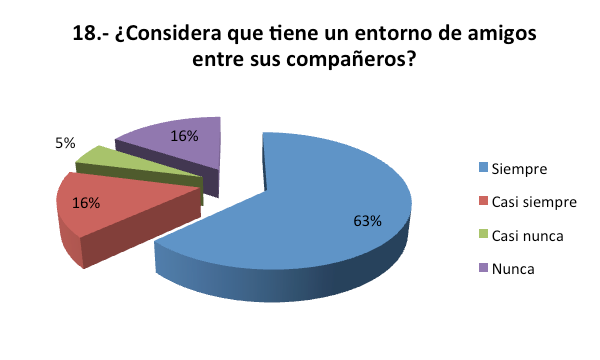 18.- ¿Considera que tiene un entorno de amigos
entre sus compañeros?
5%
16%
16%
63%
Siempre
Casi siempre
Casi nunca
Nunca